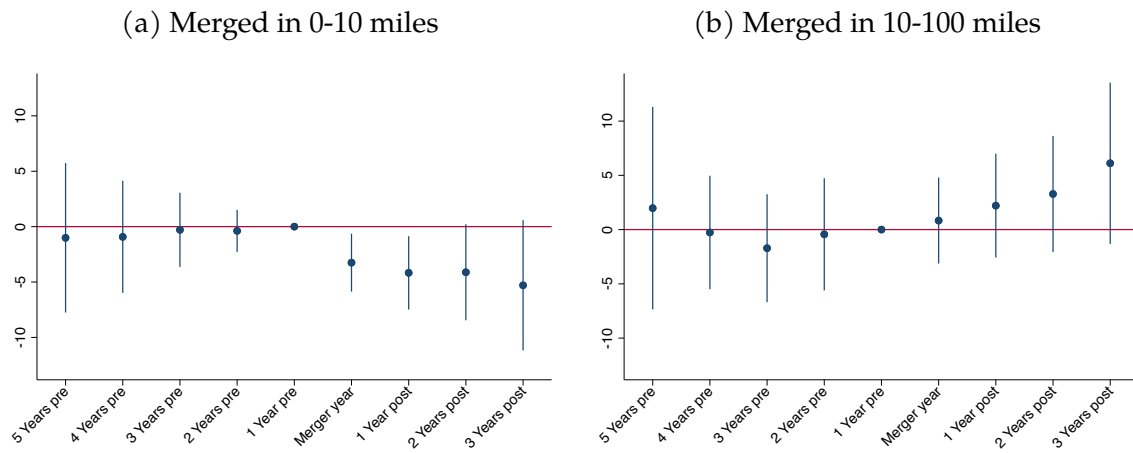 (a) Merged in 0-10 miles
10
5
0
-5
-10
5 Years pre
4 Years pre
3 Years pre
2 Years pre
1 Year pre
Merger year
1 Year post
2 Years post
3 Years post
(b) Merged in 10-100 miles
10
5
0
-5
-10
5 Years pre
4 Years pre
3 Years pre
2 Years pre
1 Year pre
Merger year
1 Year post
2 Years post
3 Years post